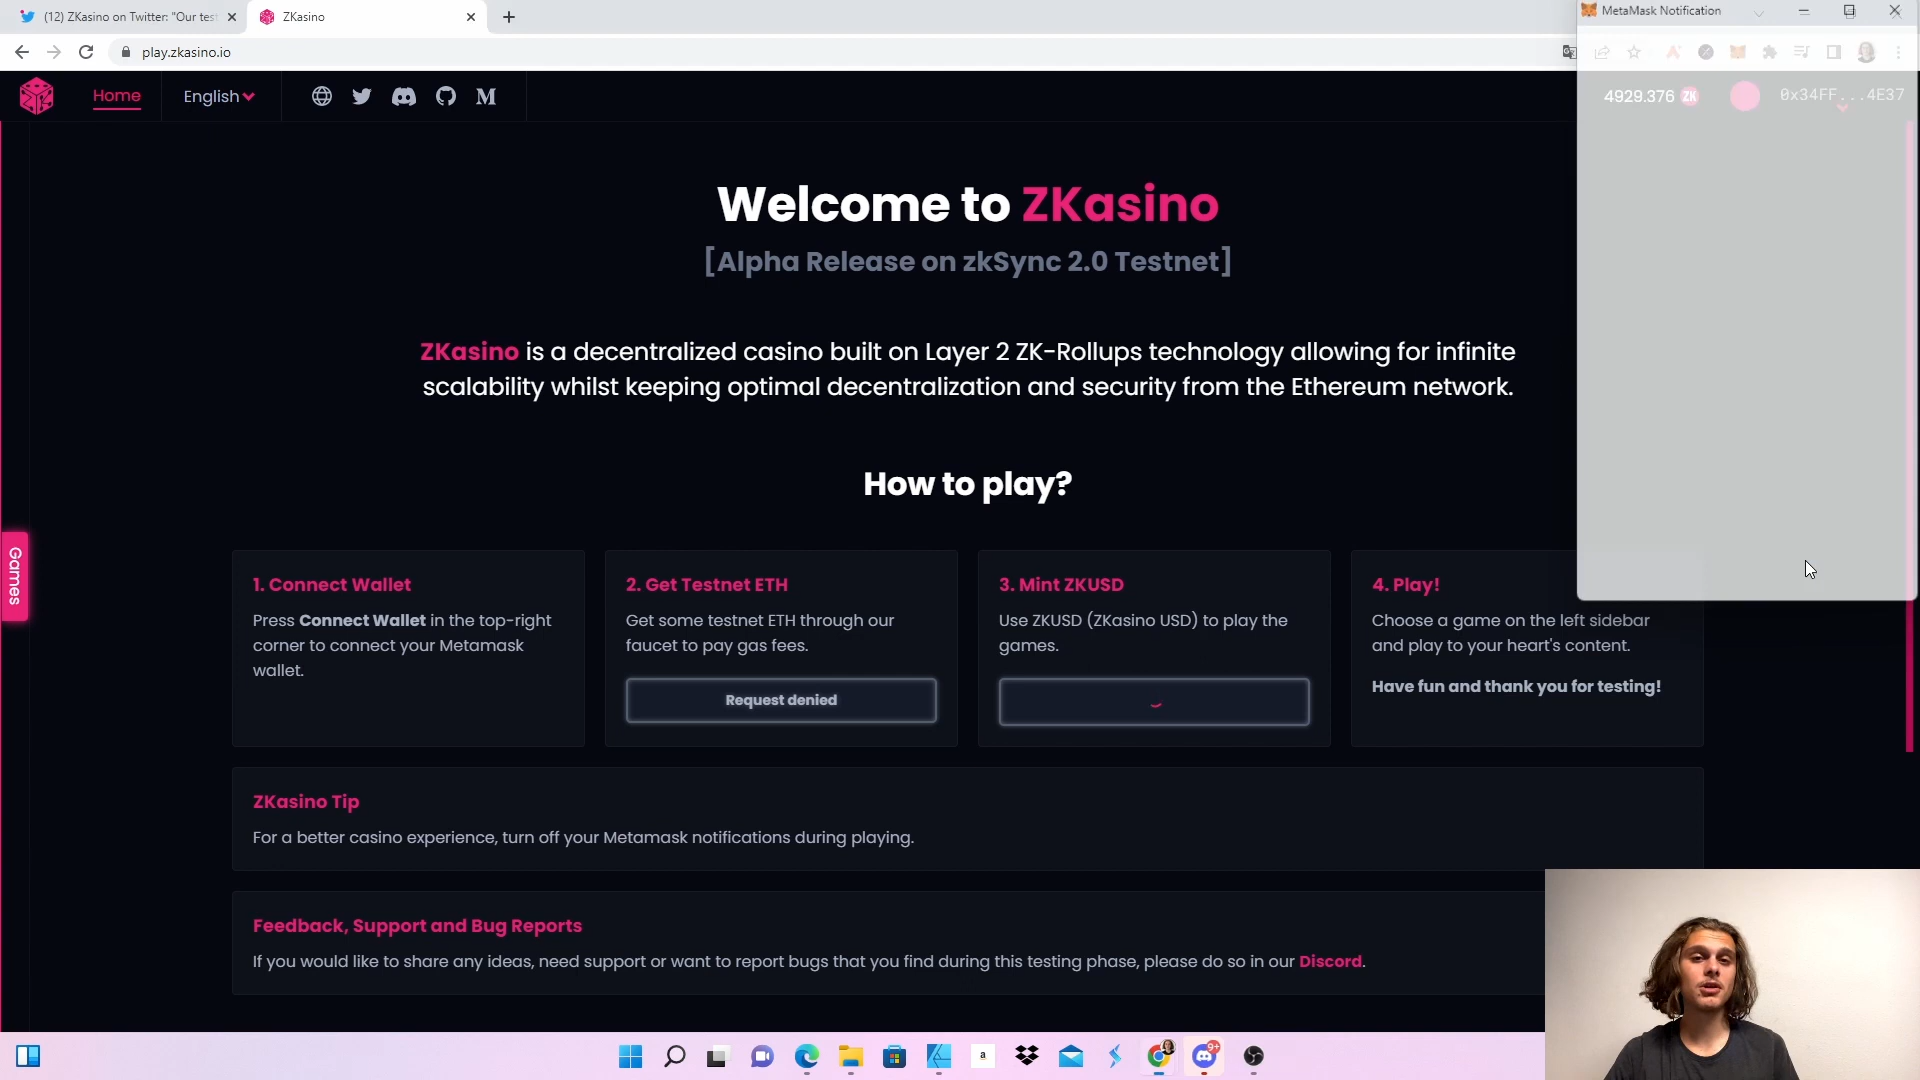 (12) ZKasino on Twitter: "Our test
ZKasino
MetaMask Notification
play.zkasino.io
Home
English
4929.376 ZK
0x34FF...4E37
Welcome to ZKasino
[Alpha Release on zkSync 2.0 Testnet]
ZKasino is a decentralized casino built on Layer 2 ZK-Rollups technology allowing for infinite
scalability whilst keeping optimal decentralization and security from the Ethereum network.
How to play?
Games
1. Connect Wallet
Press Connect Wallet in the top-right
corner to connect your Metamask
wallet.
2. Get Testnet ETH
Get some testnet ETH through our
faucet to pay gas fees.
Request denied
3. Mint ZKUSD
Use ZKUSD (ZKasino USD) to play the
games.
4. Play!
Choose a game on the left sidebar
and play to your heart's content.
Have fun and thank you for testing!
ZKasino Tip
For a better casino experience, turn off your Metamask notifications during playing.
Feedback, Support and Bug Reports
If you would like to share any ideas, need support or want to report bugs that you find during this testing phase, please do so in our Discord.
a
9+